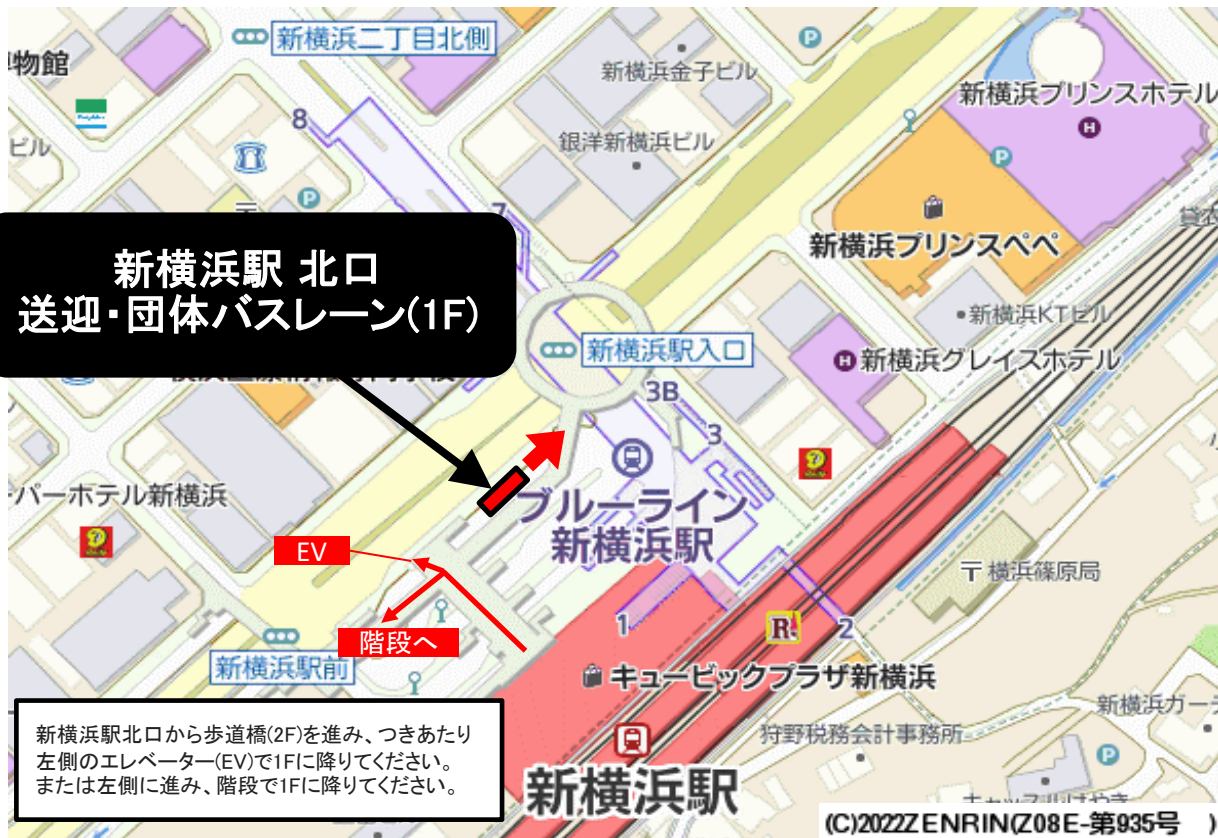 新横浜二丁目北側
博物館
新横浜金子ビル
新横浜プリンスホテル
H
P
8
銀洋新横浜ビル
ビル
P
P
7
新横浜駅 北口
送迎・団体バスレーン(1F)
新横浜プリンスペペ
新横浜KTビル
新横浜駅入口
H 新横浜グレイスホテル
3B
3
ーパーホテル新横浜
ブルーライン
新横浜駅
EV
〒横浜篠原局
階段へ
1
R
2
新横浜駅前
キュービックプラザ新横浜
新横浜ガー
狩野税務会計事務所
P
新横浜駅北口から歩道橋(2F)を進み、つきあたり
左側のエレベーター(EV)で1Fに降りてください。
または左側に進み、階段で1Fに降りてください。
新横浜駅
(C)2022ZENRIN(Z08E-第935号 )